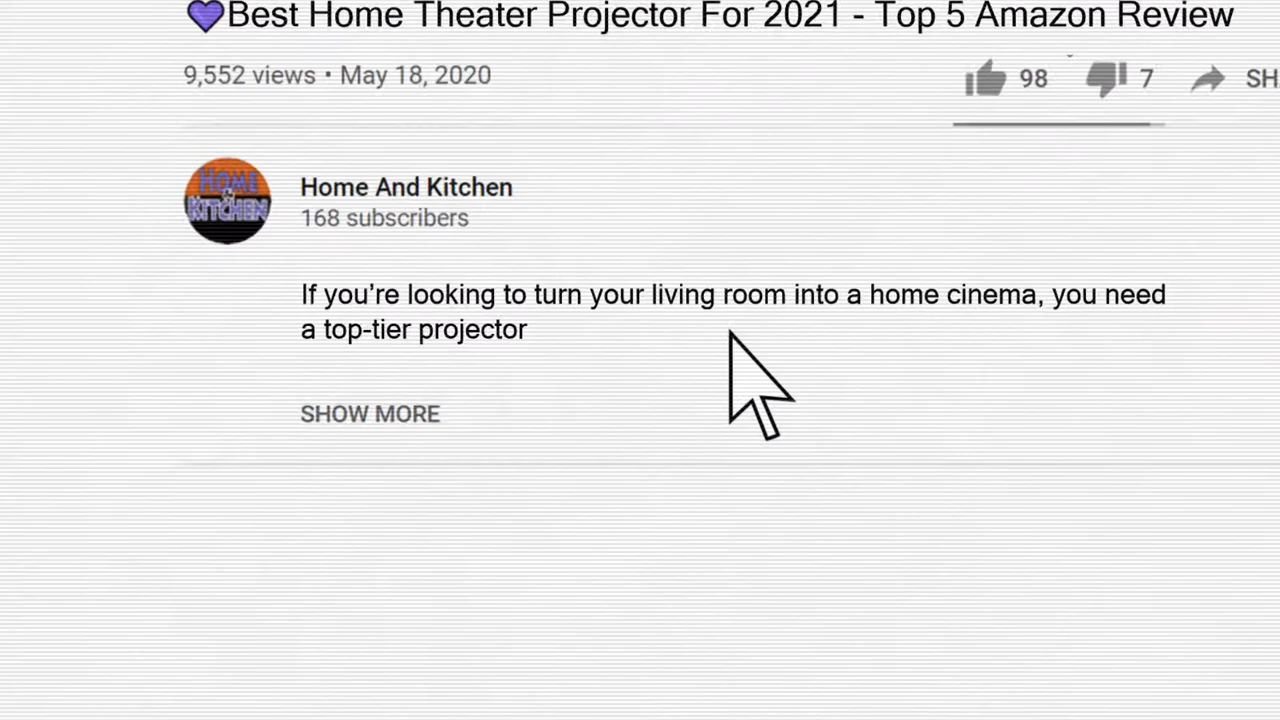 💜Best Home Theater Projector For 2021 - Top 5 Amazon Review
9,552 views • May 18, 2020
98
7
SH
HOME
&
KITCHEN
Home And Kitchen
168 subscribers
If you're looking to turn your living room into a home cinema, you need
a top-tier projector
SHOW MORE